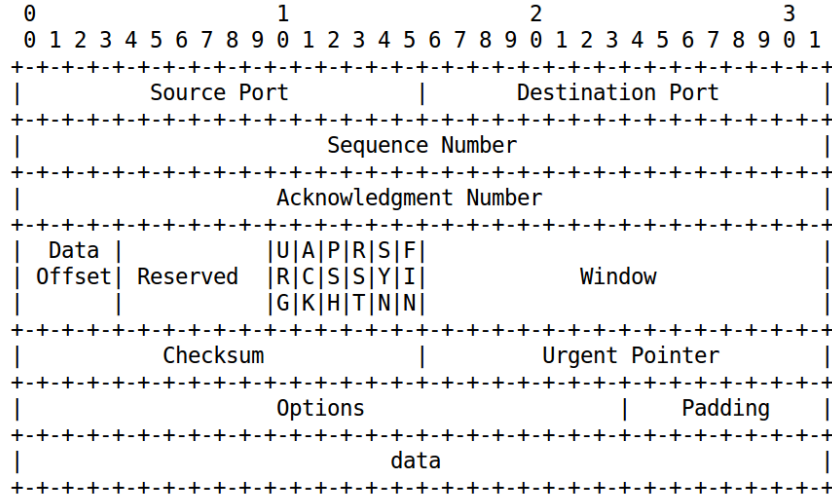 0                   1                   2                   3
 0 1 2 3 4 5 6 7 8 9 0 1 2 3 4 5 6 7 8 9 0 1 2 3 4 5 6 7 8 9 0 1
+-+-+-+-+-+-+-+-+-+-+-+-+-+-+-+-+-+-+-+-+-+-+-+-+-+-+-+-+-+-+-+-+
|          Source Port          |       Destination Port        |
+-+-+-+-+-+-+-+-+-+-+-+-+-+-+-+-+-+-+-+-+-+-+-+-+-+-+-+-+-+-+-+-+
|                        Sequence Number                        |
+-+-+-+-+-+-+-+-+-+-+-+-+-+-+-+-+-+-+-+-+-+-+-+-+-+-+-+-+-+-+-+-+
|                    Acknowledgment Number                      |
+-+-+-+-+-+-+-+-+-+-+-+-+-+-+-+-+-+-+-+-+-+-+-+-+-+-+-+-+-+-+-+-+
|  Data |           |U|A|P|R|S|F|                               |
| Offset| Reserved  |R|C|S|S|Y|I|            Window             |
|       |           |G|K|H|T|N|N|                               |
+-+-+-+-+-+-+-+-+-+-+-+-+-+-+-+-+-+-+-+-+-+-+-+-+-+-+-+-+-+-+-+-+
|           Checksum            |         Urgent Pointer        |
+-+-+-+-+-+-+-+-+-+-+-+-+-+-+-+-+-+-+-+-+-+-+-+-+-+-+-+-+-+-+-+-+
|                    Options                    |    Padding    |
+-+-+-+-+-+-+-+-+-+-+-+-+-+-+-+-+-+-+-+-+-+-+-+-+-+-+-+-+-+-+-+-+
|                             data                              |
+-+-+-+-+-+-+-+-+-+-+-+-+-+-+-+-+-+-+-+-+-+-+-+-+-+-+-+-+-+-+-+-+